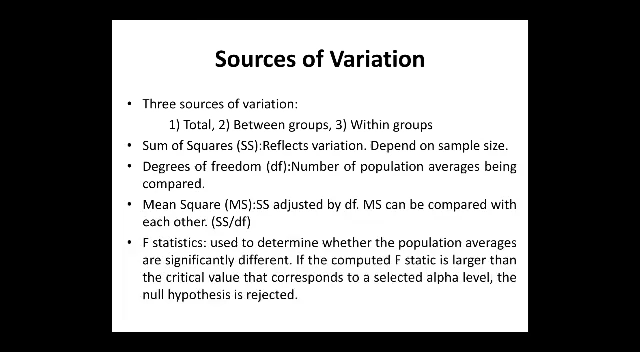 Sources of Variation
• Three sources of variation:
1) Total, 2) Between groups, 3) Within groups
• Sum of Squares (SS):Reflects variation. Depend on sample size.
• Degrees of freedom (df):Number of population averages being
compared.
• Mean Square (MS):SS adjusted by df. MS can be compared with
each other. (SS/df)
• F statistics: used to determine whether the population averages
are significantly different. If the computed F static is larger than
the critical value that corresponds to a selected alpha level, the
null hypothesis is rejected.